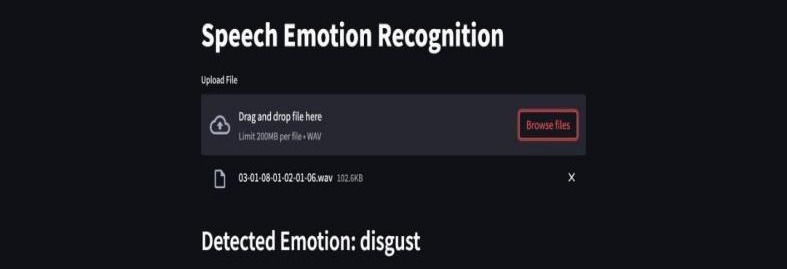 Speech Emotion Recognition
Upload File
Drag and drop file here
Limit 200MB per file • WAV
Browse files
03-01-08-01-02-01-06.wav 102.6KB
X
Detected Emotion: disgust